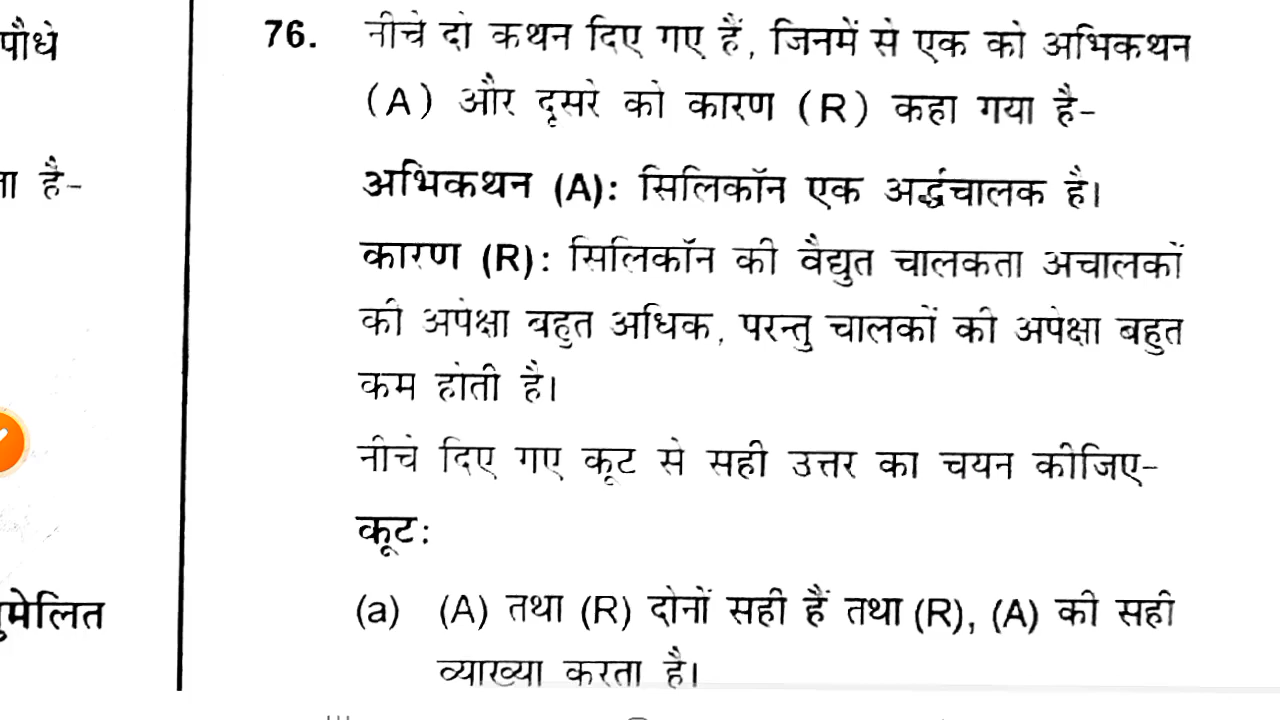 पौधे
76. नीचे दो कथन दिए गए हैं, जिनमें से एक को अभिकथन
(A) और दूसरे को कारण (R) कहा गया है-
ता है-
अभिकथन (A): सिलिकॉन एक अर्द्धचालक है।
कारण (R): सिलिकॉन की वैद्युत चालकता अचालकों
की अपेक्षा बहुत अधिक, परन्तु चालकों की अपेक्षा बहुत
कम होती है।
नीचे दिए गए कूट से सही उत्तर का चयन कीजिए-
कूट:
(a) (A) तथा (R) दोनों सही हैं तथा (R), (A) की सही
व्याख्या करता है।
सुमेलित